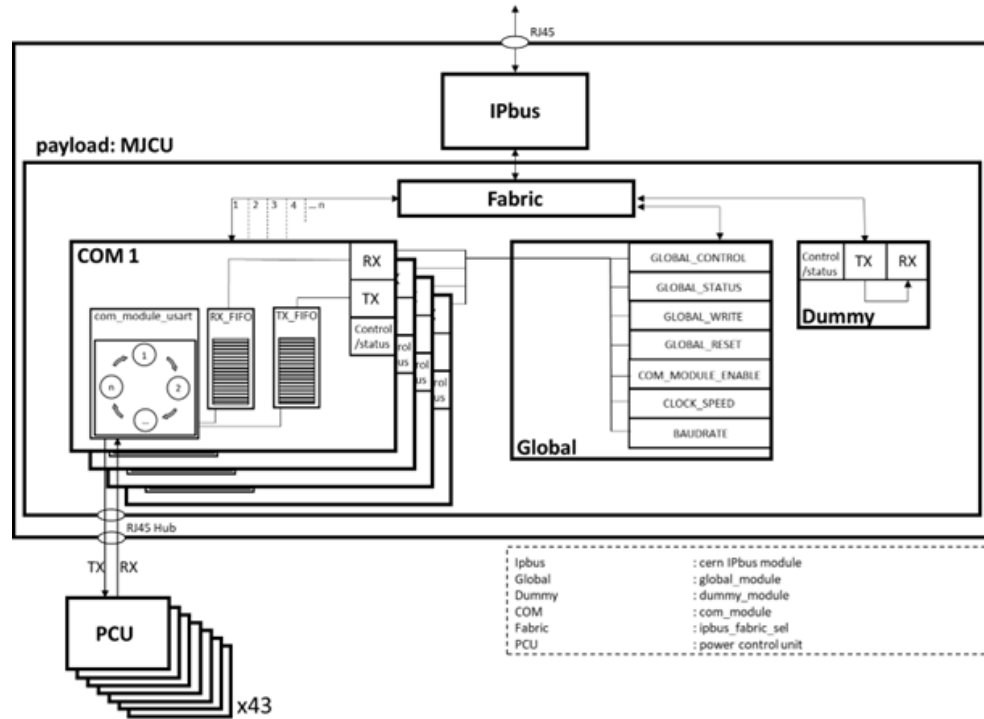 RJ45
IPbus
payload: MJCU
Fabric
1 2 3 4 ... n
COM 1
RX
TX
Control
/status
com_module_usart
RX_FIFO
TX_FIFO
1
n
2
...
GLOBAL_CONTROL
GLOBAL_STATUS
GLOBAL_WRITE
GLOBAL_RESET
COM_MODULE_ENABLE
CLOCK_SPEED
BAUDRATE
Global
Control
/status
TX
RX
Dummy
RJ45 Hub
TX RX
PCU
x43
Ipbus : cern IPbus module
Global : global_module
Dummy : dummy_module
COM : com_module
Fabric : ipbus_fabric_sel
PCU : power control unit